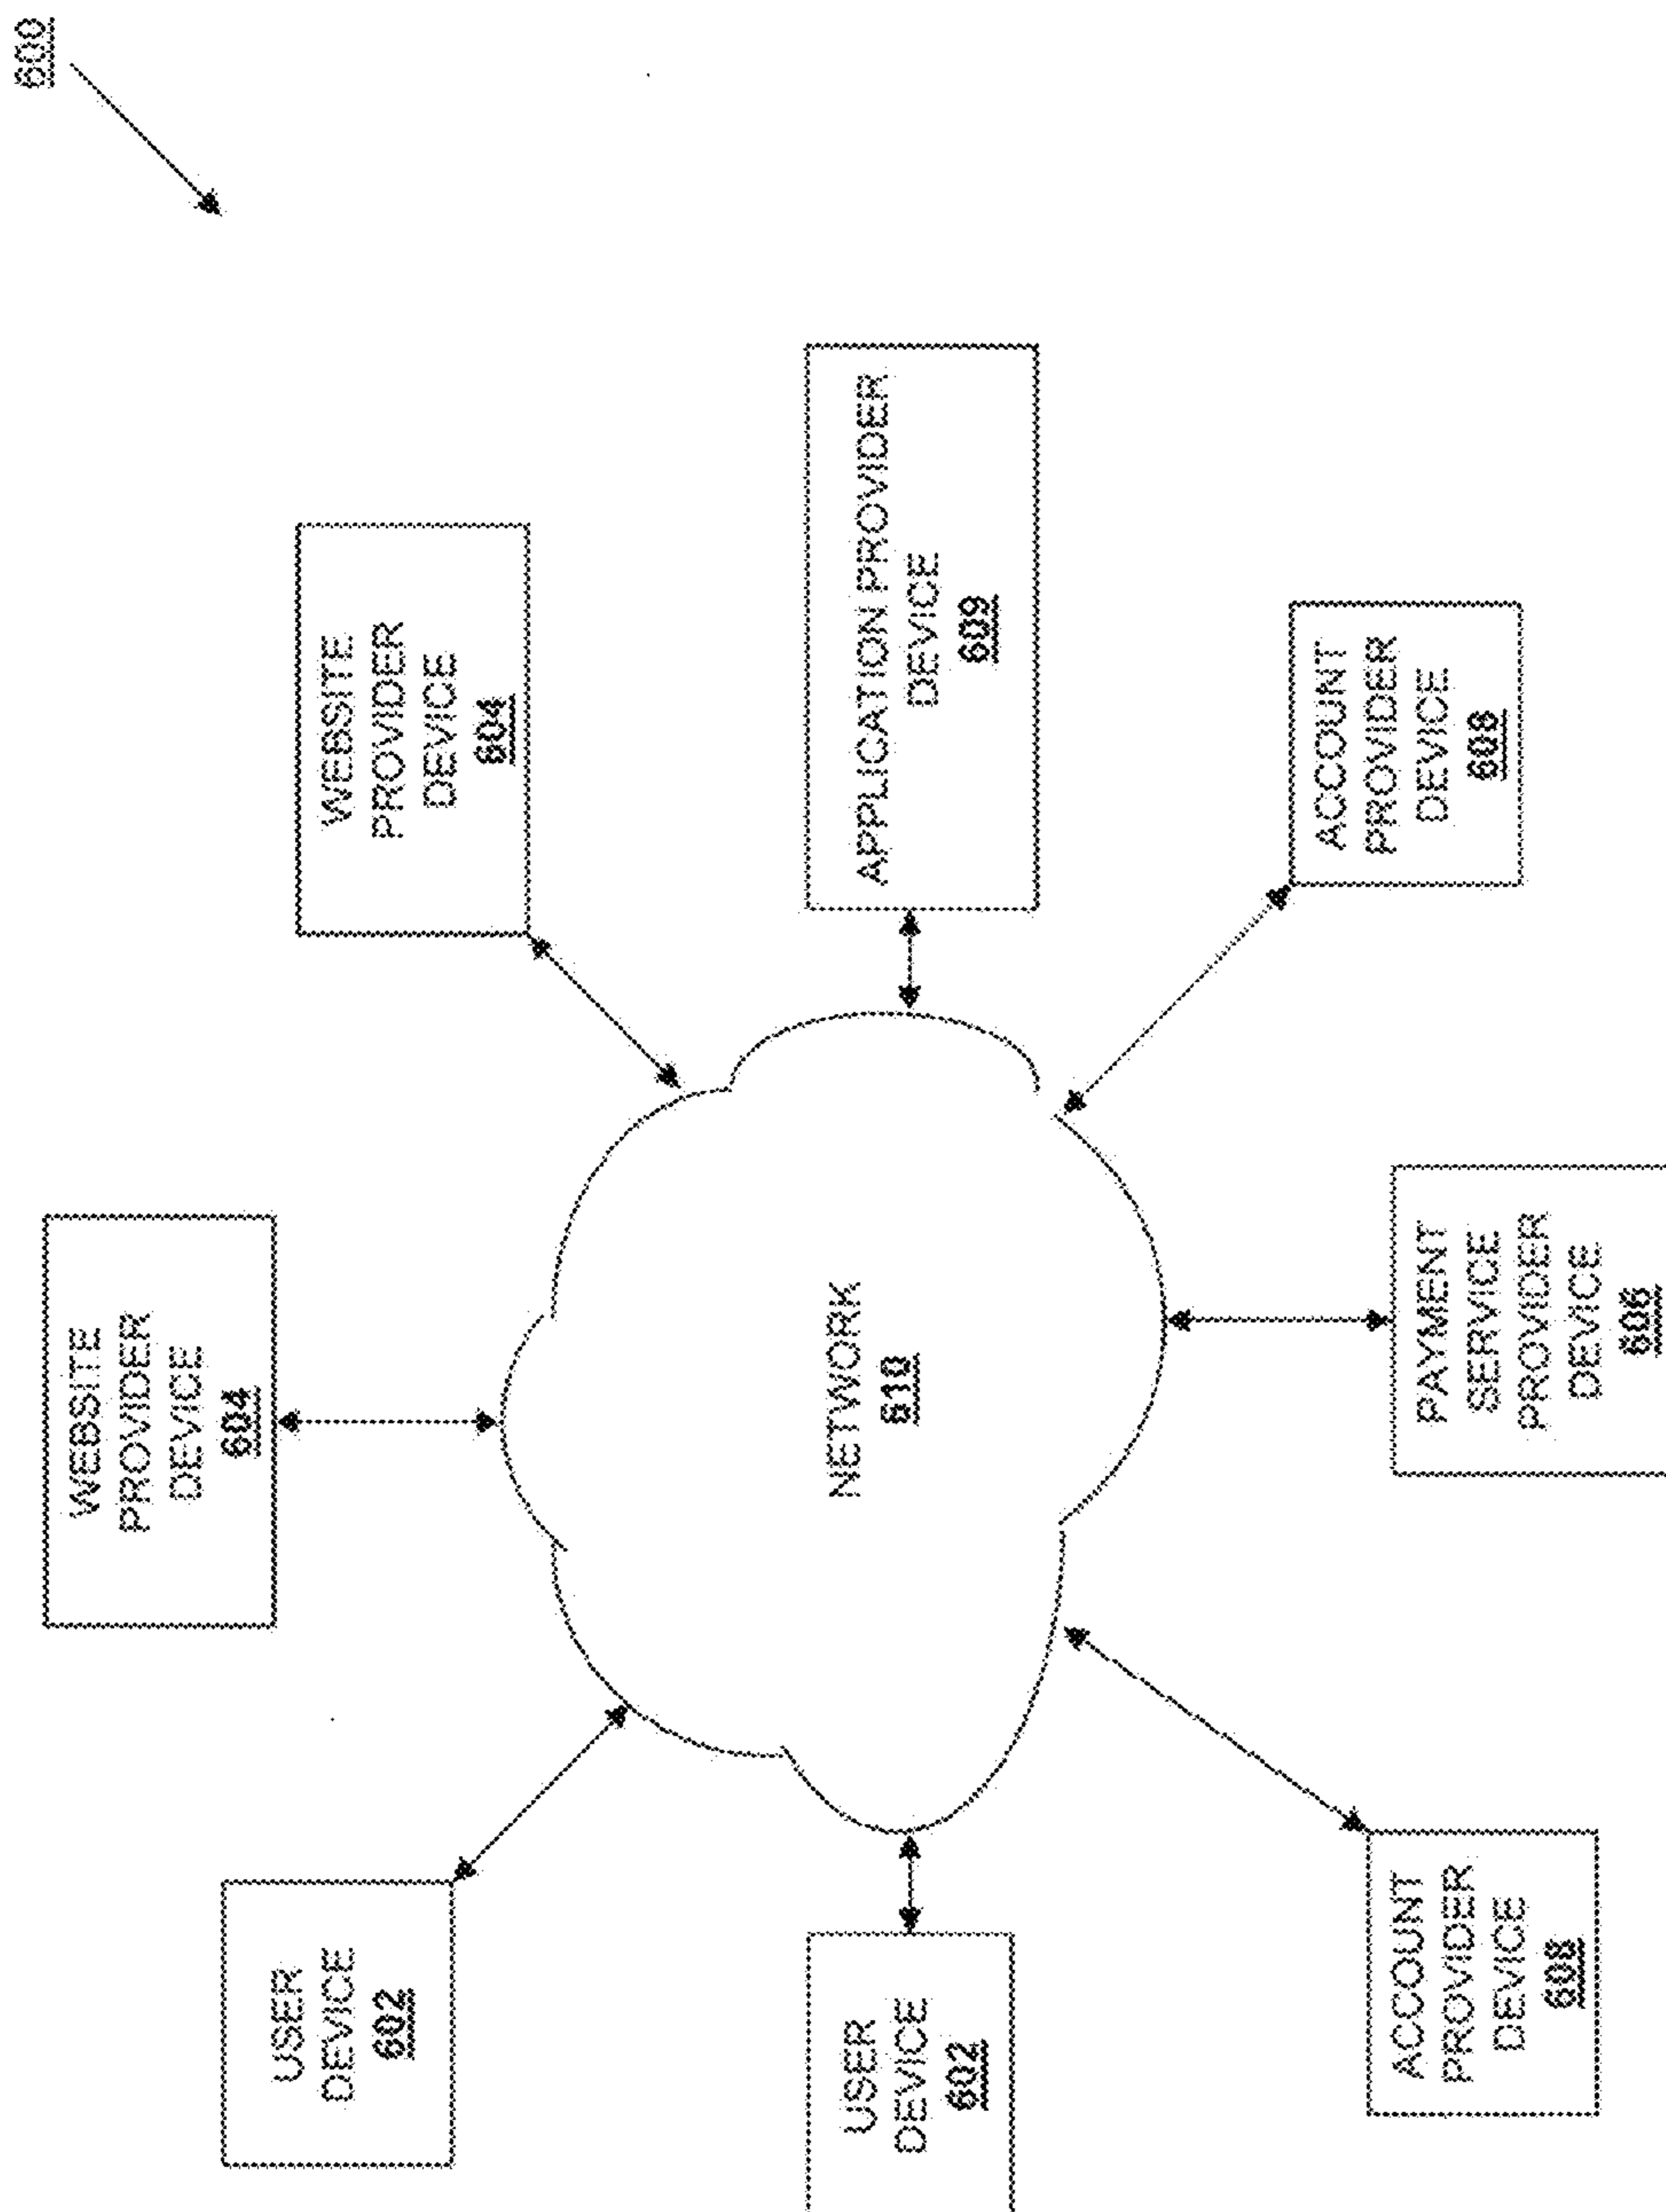 600
USER
DEVICE
602
WEBSITE
PROVIDER
DEVICE
604
WEBSITE
PROVIDER
DEVICE
604
USER
DEVICE
602
NETWORK
610
APPLICATION PROVIDER
DEVICE
609
ACCOUNT
PROVIDER
DEVICE
608
PAYMENT
SERVICE
PROVIDER
DEVICE
606
ACCOUNT
PROVIDER
DEVICE
608